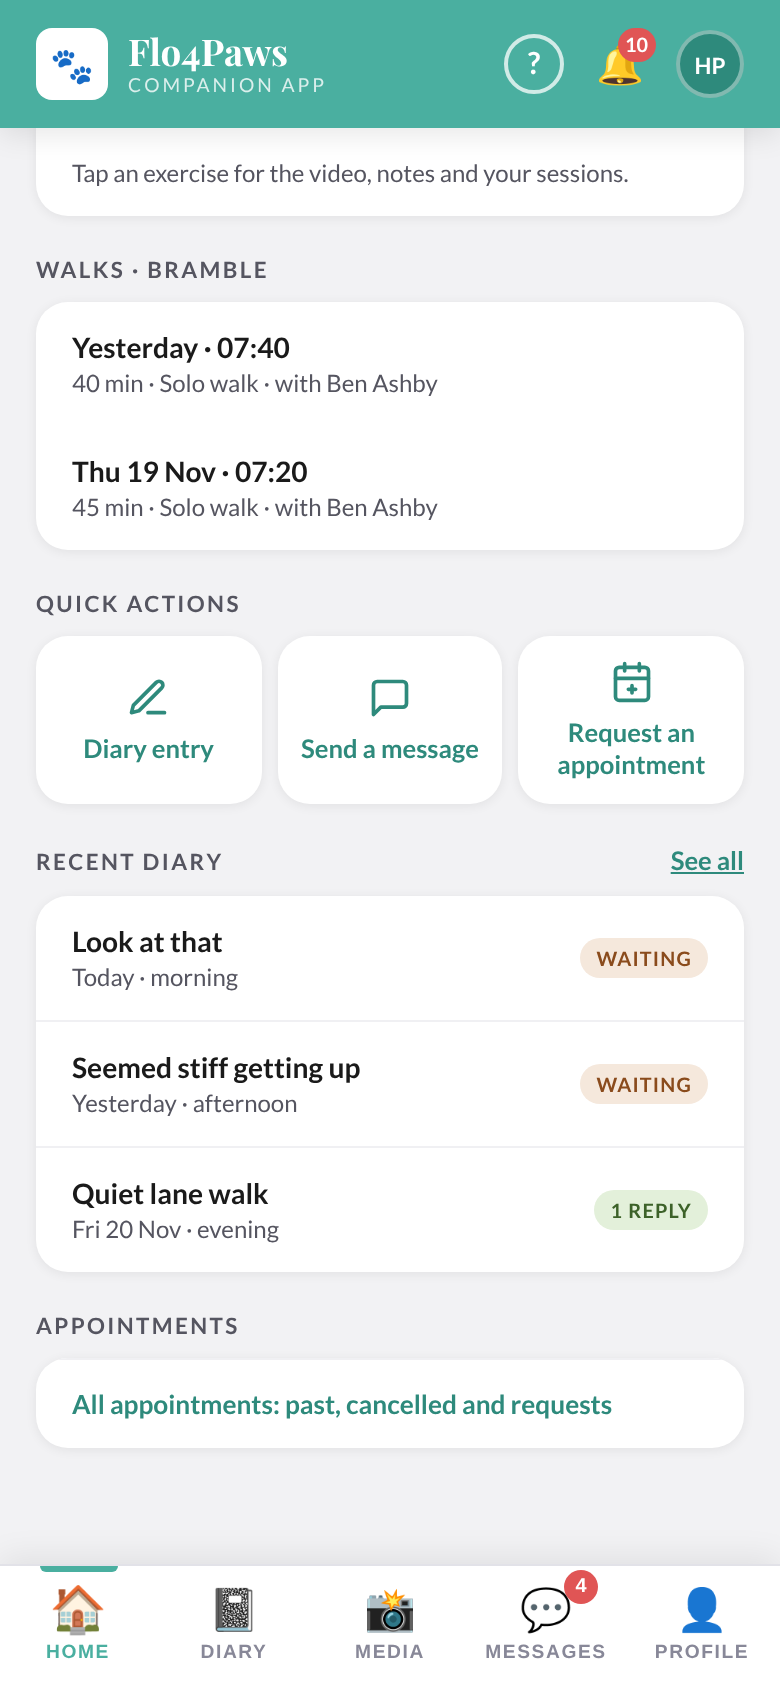 Flo4Paws
COMPANION APP
?
10
HP
Tap an exercise for the video, notes and your sessions.
WALKS · BRAMBLE
Yesterday · 07:40
40 min · Solo walk · with Ben Ashby
Thu 19 Nov · 07:20
45 min · Solo walk · with Ben Ashby
QUICK ACTIONS
Diary entry
Send a message
Request an
appointment
RECENT DIARY
See all
Look at that
Today · morning
WAITING
Seemed stiff getting up
Yesterday · afternoon
WAITING
Quiet lane walk
Fri 20 Nov · evening
1 REPLY
APPOINTMENTS
All appointments: past, cancelled and requests
HOME
DIARY
MEDIA
4
MESSAGES
PROFILE